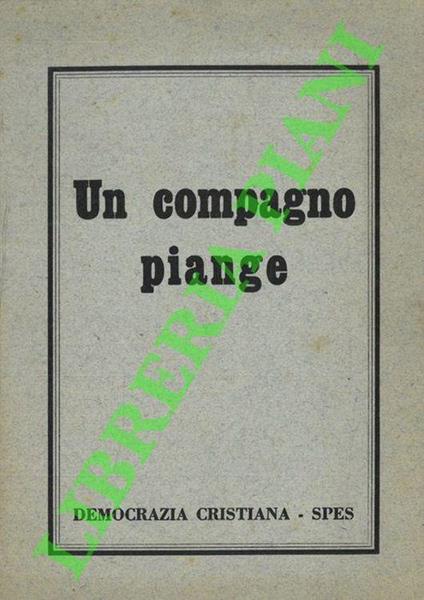 Un compagno
piange
LIBRERIA PIANI
DEMOCRAZIA CRISTIANA - SPES